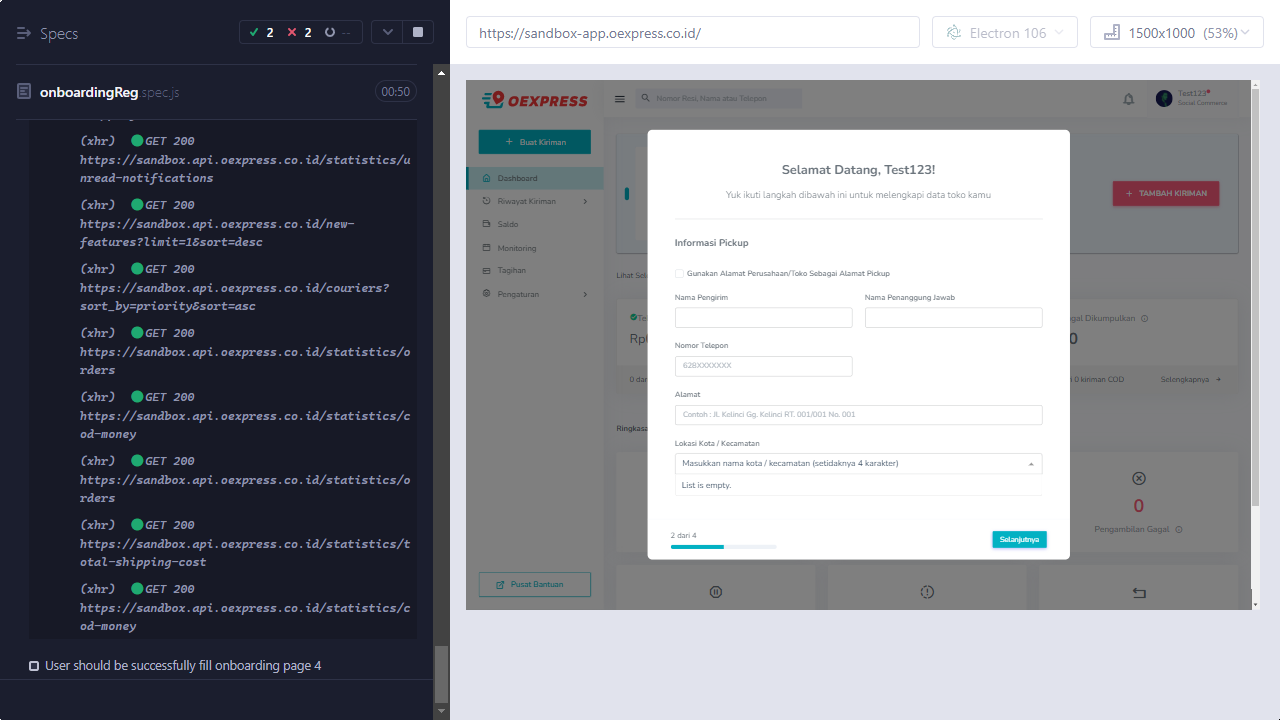 Specs
2
2
--
onboardingReg.spec.js
00:50
(xhr) GET 200
https://sandbox.api.oexpress.co.id/statistics/u
nread-notifications
(xhr) GET 200
https://sandbox.api.oexpress.co.id/new-
features?limit=1&sort=desc
(xhr) GET 200
https://sandbox.api.oexpress.co.id/couriers?
sort_by=priority&sort=asc
(xhr) GET 200
https://sandbox.api.oexpress.co.id/statistics/o
rders
(xhr) GET 200
https://sandbox.api.oexpress.co.id/statistics/c
od-money
(xhr) GET 200
https://sandbox.api.oexpress.co.id/statistics/o
rders
(xhr) GET 200
https://sandbox.api.oexpress.co.id/statistics/t
otal-shipping-cost
(xhr) GET 200
https://sandbox.api.oexpress.co.id/statistics/c
od-money
User should be successfully fill onboarding page 4
https://sandbox-app.oexpress.co.id/
Electron 106
1500x1000 (53%)
OEXPRESS
Nomor Resi, Nama atau Telepon
Test123
Social Commerce
+ Buat Kiriman
Dashboard
Riwayat Kiriman
Saldo
Monitoring
Tagihan
Pengaturan
Pusat Bantuan
+ TAMBAH KIRIMAN
Lihat Sel
Te
Rp
0 dar
gal Dikumpulkan
0
i 0 kiriman COD
Selengkapnya
Ringkasa
0
Pengambilan Gagal
Selamat Datang, Test123!
Yuk ikuti langkah dibawah ini untuk melengkapi data toko kamu
Informasi Pickup
Gunakan Alamat Perusahaan/Toko Sebagai Alamat Pickup
Nama Pengirim
Nama Penanggung Jawab
Nomor Telepon
628XXXXXXX
Alamat
Contoh : Jl. Kelinci Gg. Kelinci RT. 001/001 No. 001
Lokasi Kota / Kecamatan
Masukkan nama kota / kecamatan (setidaknya 4 karakter)
List is empty.
2 dari 4
Selanjutnya